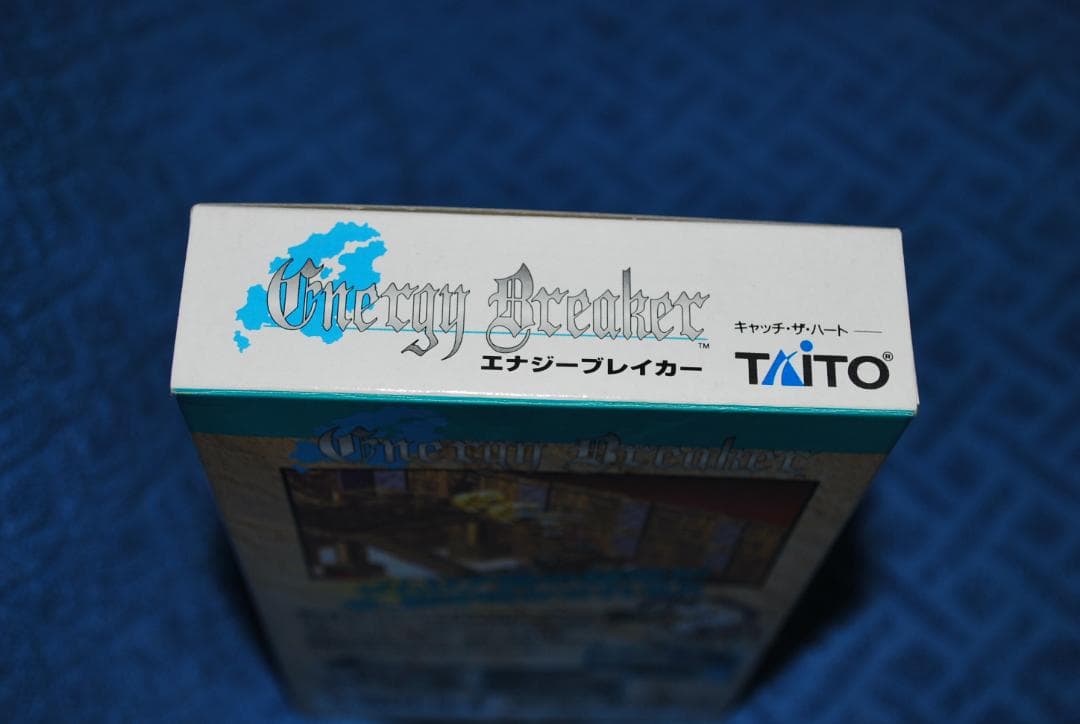 Energy Breaker™
エナジーブレイカー
キャッチ・ザ・ハート
TAITO®
Energy Breaker